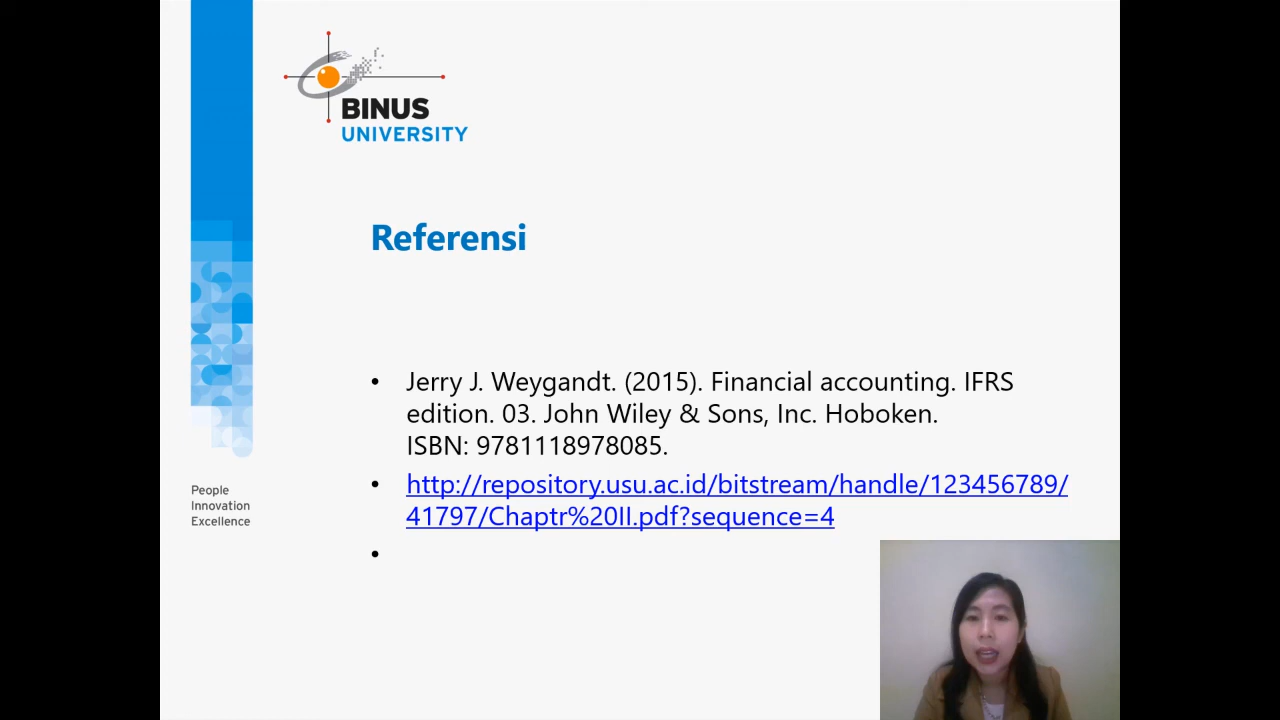 BINUS
UNIVERSITY
Referensi
• Jerry J. Weygandt. (2015). Financial accounting. IFRS
edition. 03. John Wiley & Sons, Inc. Hoboken.
ISBN: 9781118978085.
• http://repository.usu.ac.id/bitstream/handle/123456789/
41797/Chaptr%20II.pdf?sequence=4
•
People
Innovation
Excellence